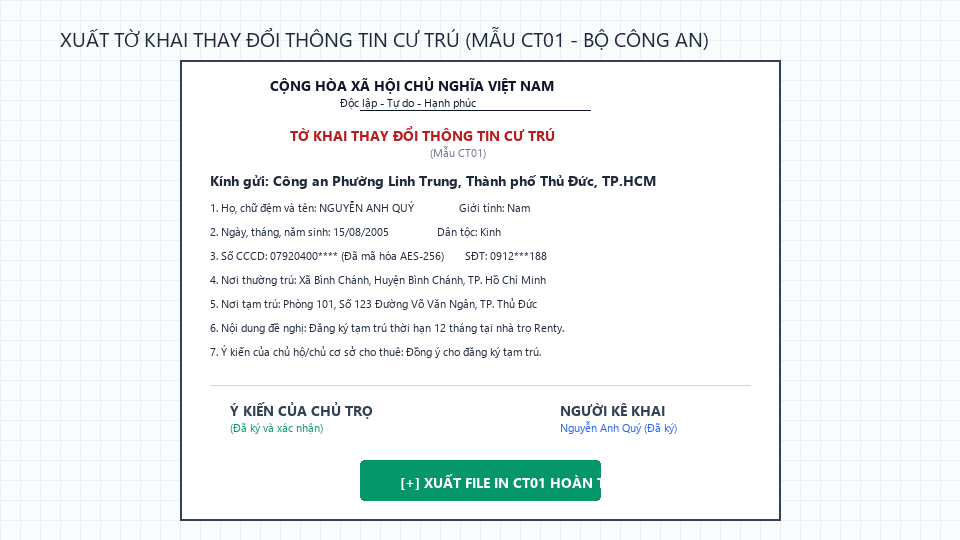 XUẤT TỜ KHAI THAY ĐỔI THÔNG TIN CƯ TRÚ (MẪU CT01 - BỘ CÔNG AN)
CỘNG HÒA XÃ HỘI CHỦ NGHĨA VIỆT NAM
Độc lập - Tự do - Hạnh phúc
TỜ KHAI THAY ĐỔI THÔNG TIN CƯ TRÚ
(Mẫu CT01)
Kính gửi: Công an Phường Linh Trung, Thành phố Thủ Đức, TP.HCM
1. Họ, chữ đệm và tên: NGUYỄN ANH QUÝ Giới tính: Nam
2. Ngày, tháng, năm sinh: 15/08/2005 Dân tộc: Kinh
3. Số CCCD: 07920400**** (Đã mã hóa AES-256) SĐT: 0912***188
4. Nơi thường trú: Xã Bình Chánh, Huyện Bình Chánh, TP. Hồ Chí Minh
5. Nơi tạm trú: Phòng 101, Số 123 Đường Võ Văn Ngân, TP. Thủ Đức
6. Nội dung đề nghị: Đăng ký tạm trú thời hạn 12 tháng tại nhà trọ Renty.
7. Ý kiến của chủ hộ/chủ cơ sở cho thuê: Đồng ý cho đăng ký tạm trú.
Ý KIẾN CỦA CHỦ TRỌ NGƯỜI KÊ KHAI
(Đã ký và xác nhận) Nguyễn Anh Quý (Đã ký)
[+] XUẤT FILE IN CT01 HOÀN